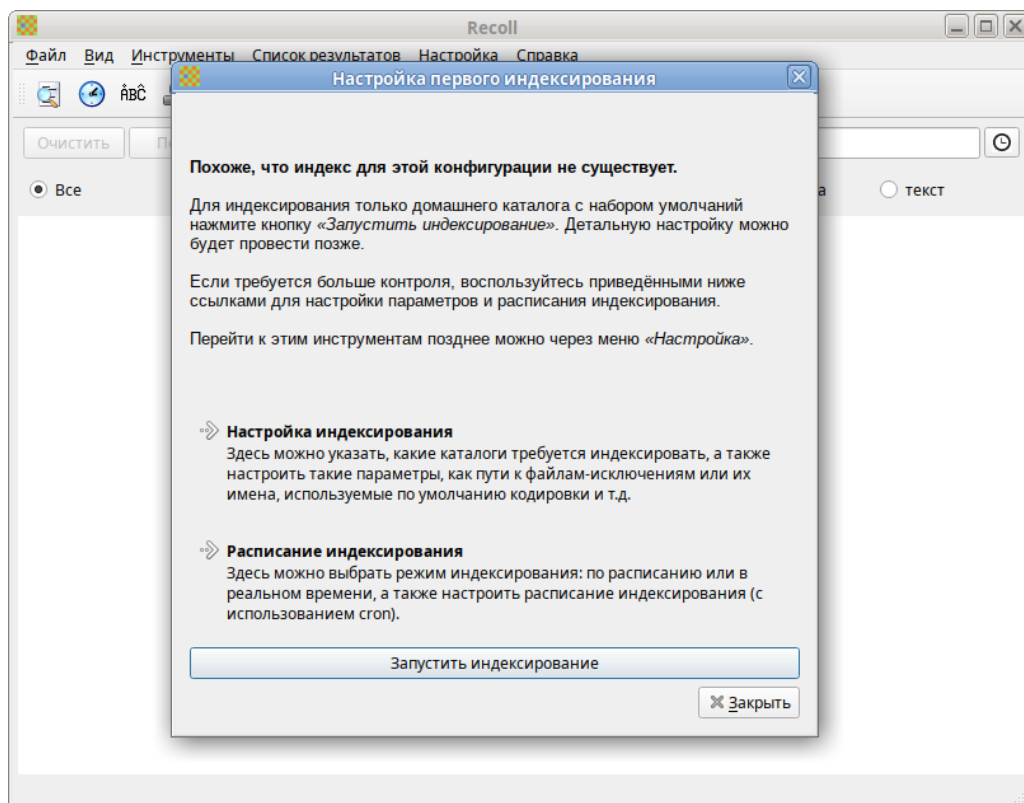 Recoll
Файл Вид Инструменты Список результатов Настройка Справка
Настройка первого индексирования
ÀBĈ
Очистить
Все
текст
Похоже, что индекс для этой конфигурации не существует.
Для индексирования только домашнего каталога с набором умолчаний
нажмите кнопку «Запустить индексирование». Детальную настройку можно
будет провести позже.
Если требуется больше контроля, воспользуйтесь приведёнными ниже
ссылками для настройки параметров и расписания индексирования.
Перейти к этим инструментам позднее можно через меню «Настройка».
Настройка индексирования
Здесь можно указать, какие каталоги требуется индексировать, а также
настроить такие параметры, как пути к файлам-исключениям или их
имена, используемые по умолчанию кодировки и т.д.
Расписание индексирования
Здесь можно выбрать режим индексирования: по расписанию или в
реальном времени, а также настроить расписание индексирования (с
использованием cron).
Запустить индексирование
Закрыть